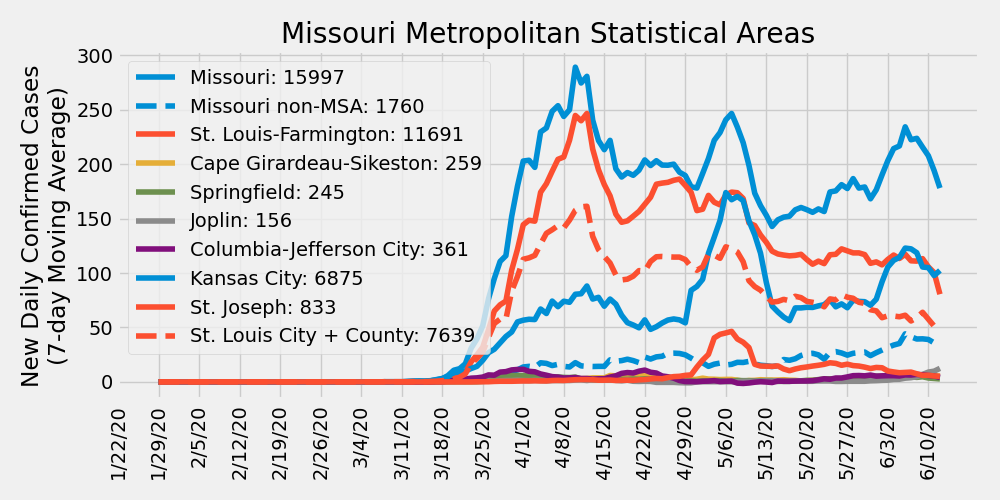 Missouri Metropolitan Statistical Areas
New Daily Confirmed Cases
(7-day Moving Average)
300
250
200
150
100
50
0
Missouri: 15997
Missouri non-MSA: 1760
St. Louis-Farmington: 11691
Cape Girardeau-Sikeston: 259
Springfield: 245
Joplin: 156
Columbia-Jefferson City: 361
Kansas City: 6875
St. Joseph: 833
St. Louis City + County: 7639
1/22/20
1/29/20
2/5/20
2/12/20
2/19/20
2/26/20
3/4/20
3/11/20
3/18/20
3/25/20
4/1/20
4/8/20
4/15/20
4/22/20
4/29/20
5/6/20
5/13/20
5/20/20
5/27/20
6/3/20
6/10/20